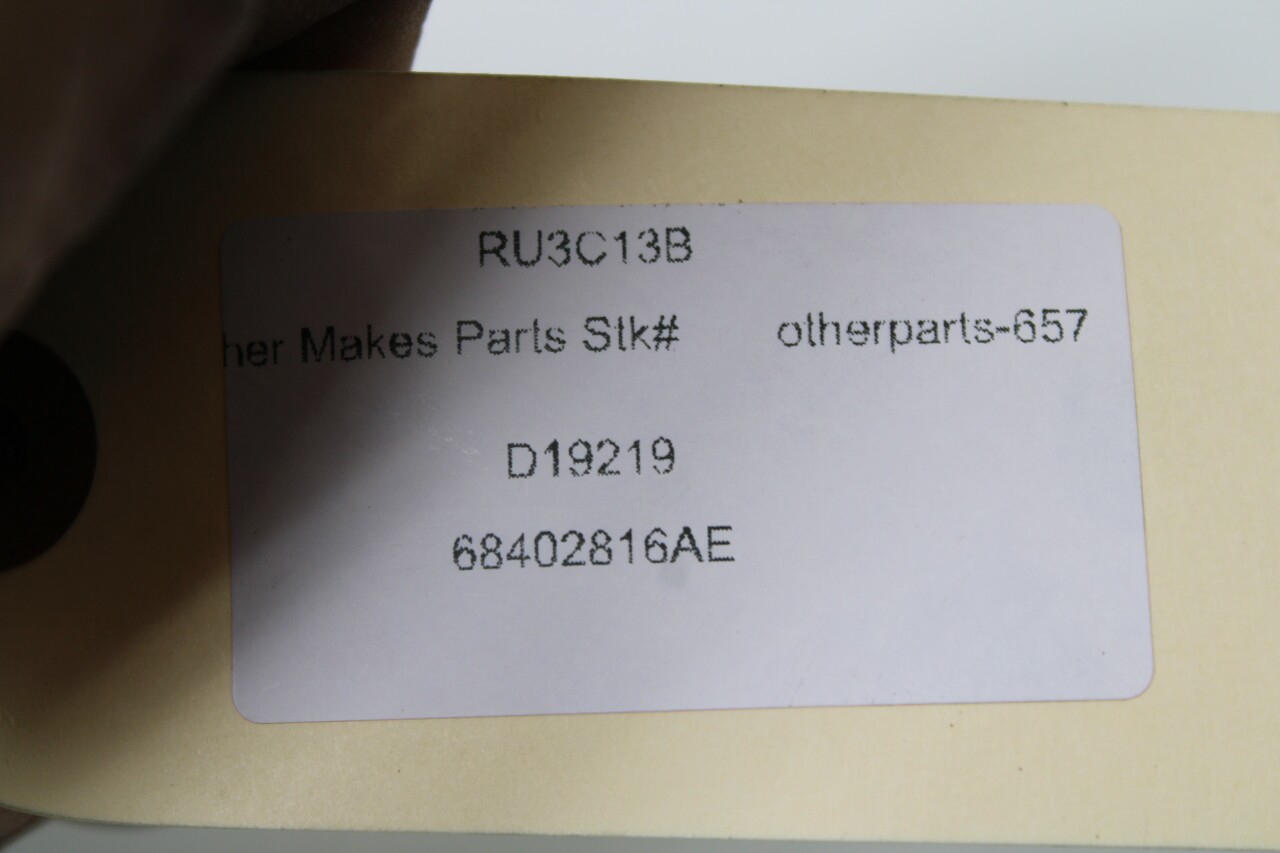 RU3C13B
her Makes Parts Stk# otherparts-657
D19219
68402816AE